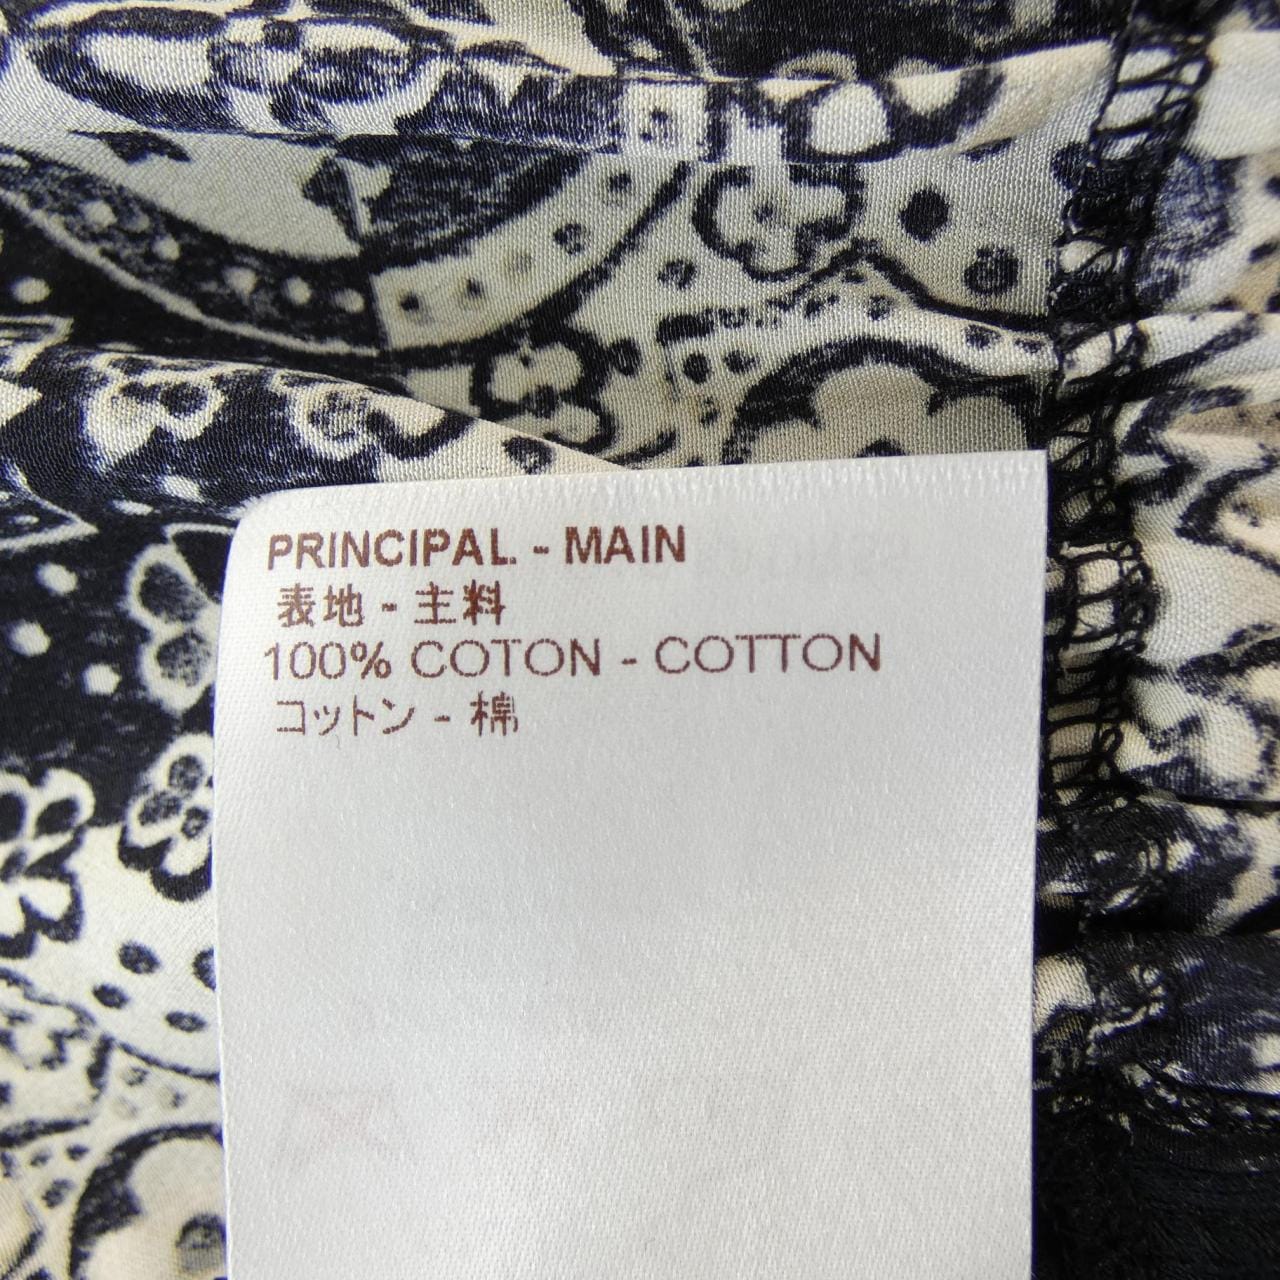 PRINCIPAL - MAIN
表地 - 主料
100% COTON - COTTON
コットン - 棉